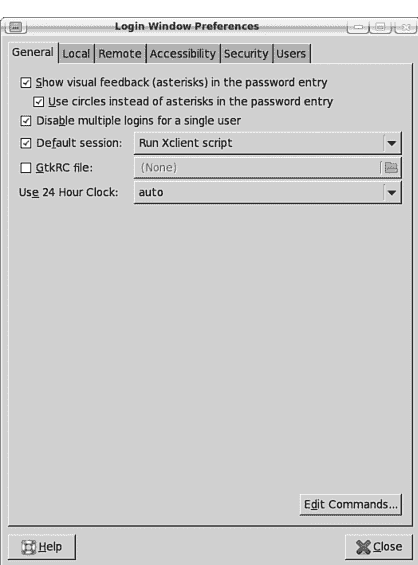 Login Window Preferences
General Local Remote Accessibility Security Users
Show visual feedback (asterisks) in the password entry
Use circles instead of asterisks in the password entry
Disable multiple logins for a single user
Default session: Run Xclient script
GtkRC file: (None)
Use 24 Hour Clock: auto
Edit Commands...
Help Close